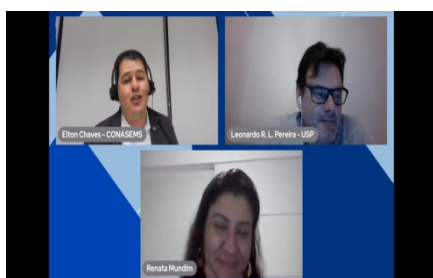 Elton Chaves - CONASEMS
Leonardo R. L. Pereira - USP
Renata Mundim